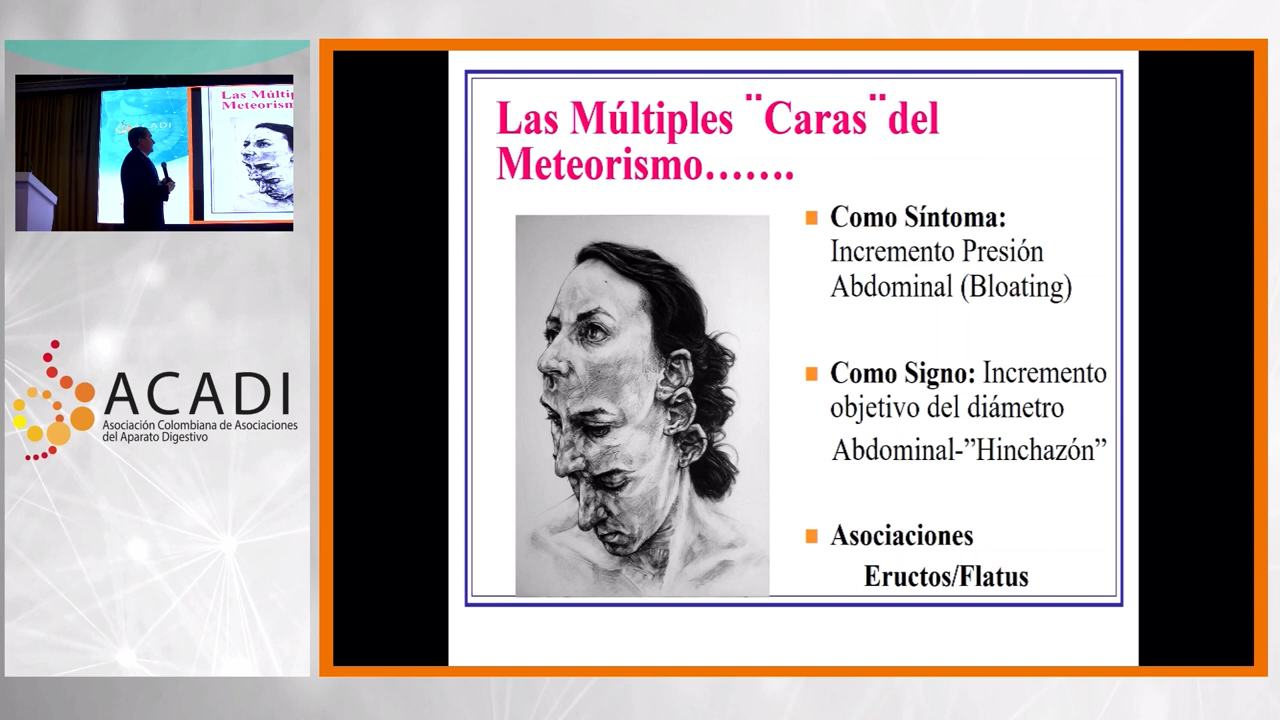 Las Múltip
Meteorism
ACADI
ACADI
Asociación Colombiana de Asociaciones
del Aparato Digestivo
Las Múltiples ¨Caras¨del
Meteorismo…….
Como Síntoma:
Incremento Presión
Abdominal (Bloating)
Como Signo: Incremento
objetivo del diámetro
Abdominal-”Hinchazón”
Asociaciones
Eructos/Flatus